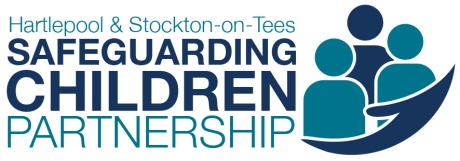 Hartlepool & Stockton-on-Tees
SAFEGUARDING
CHILDREN
PARTNERSHIP